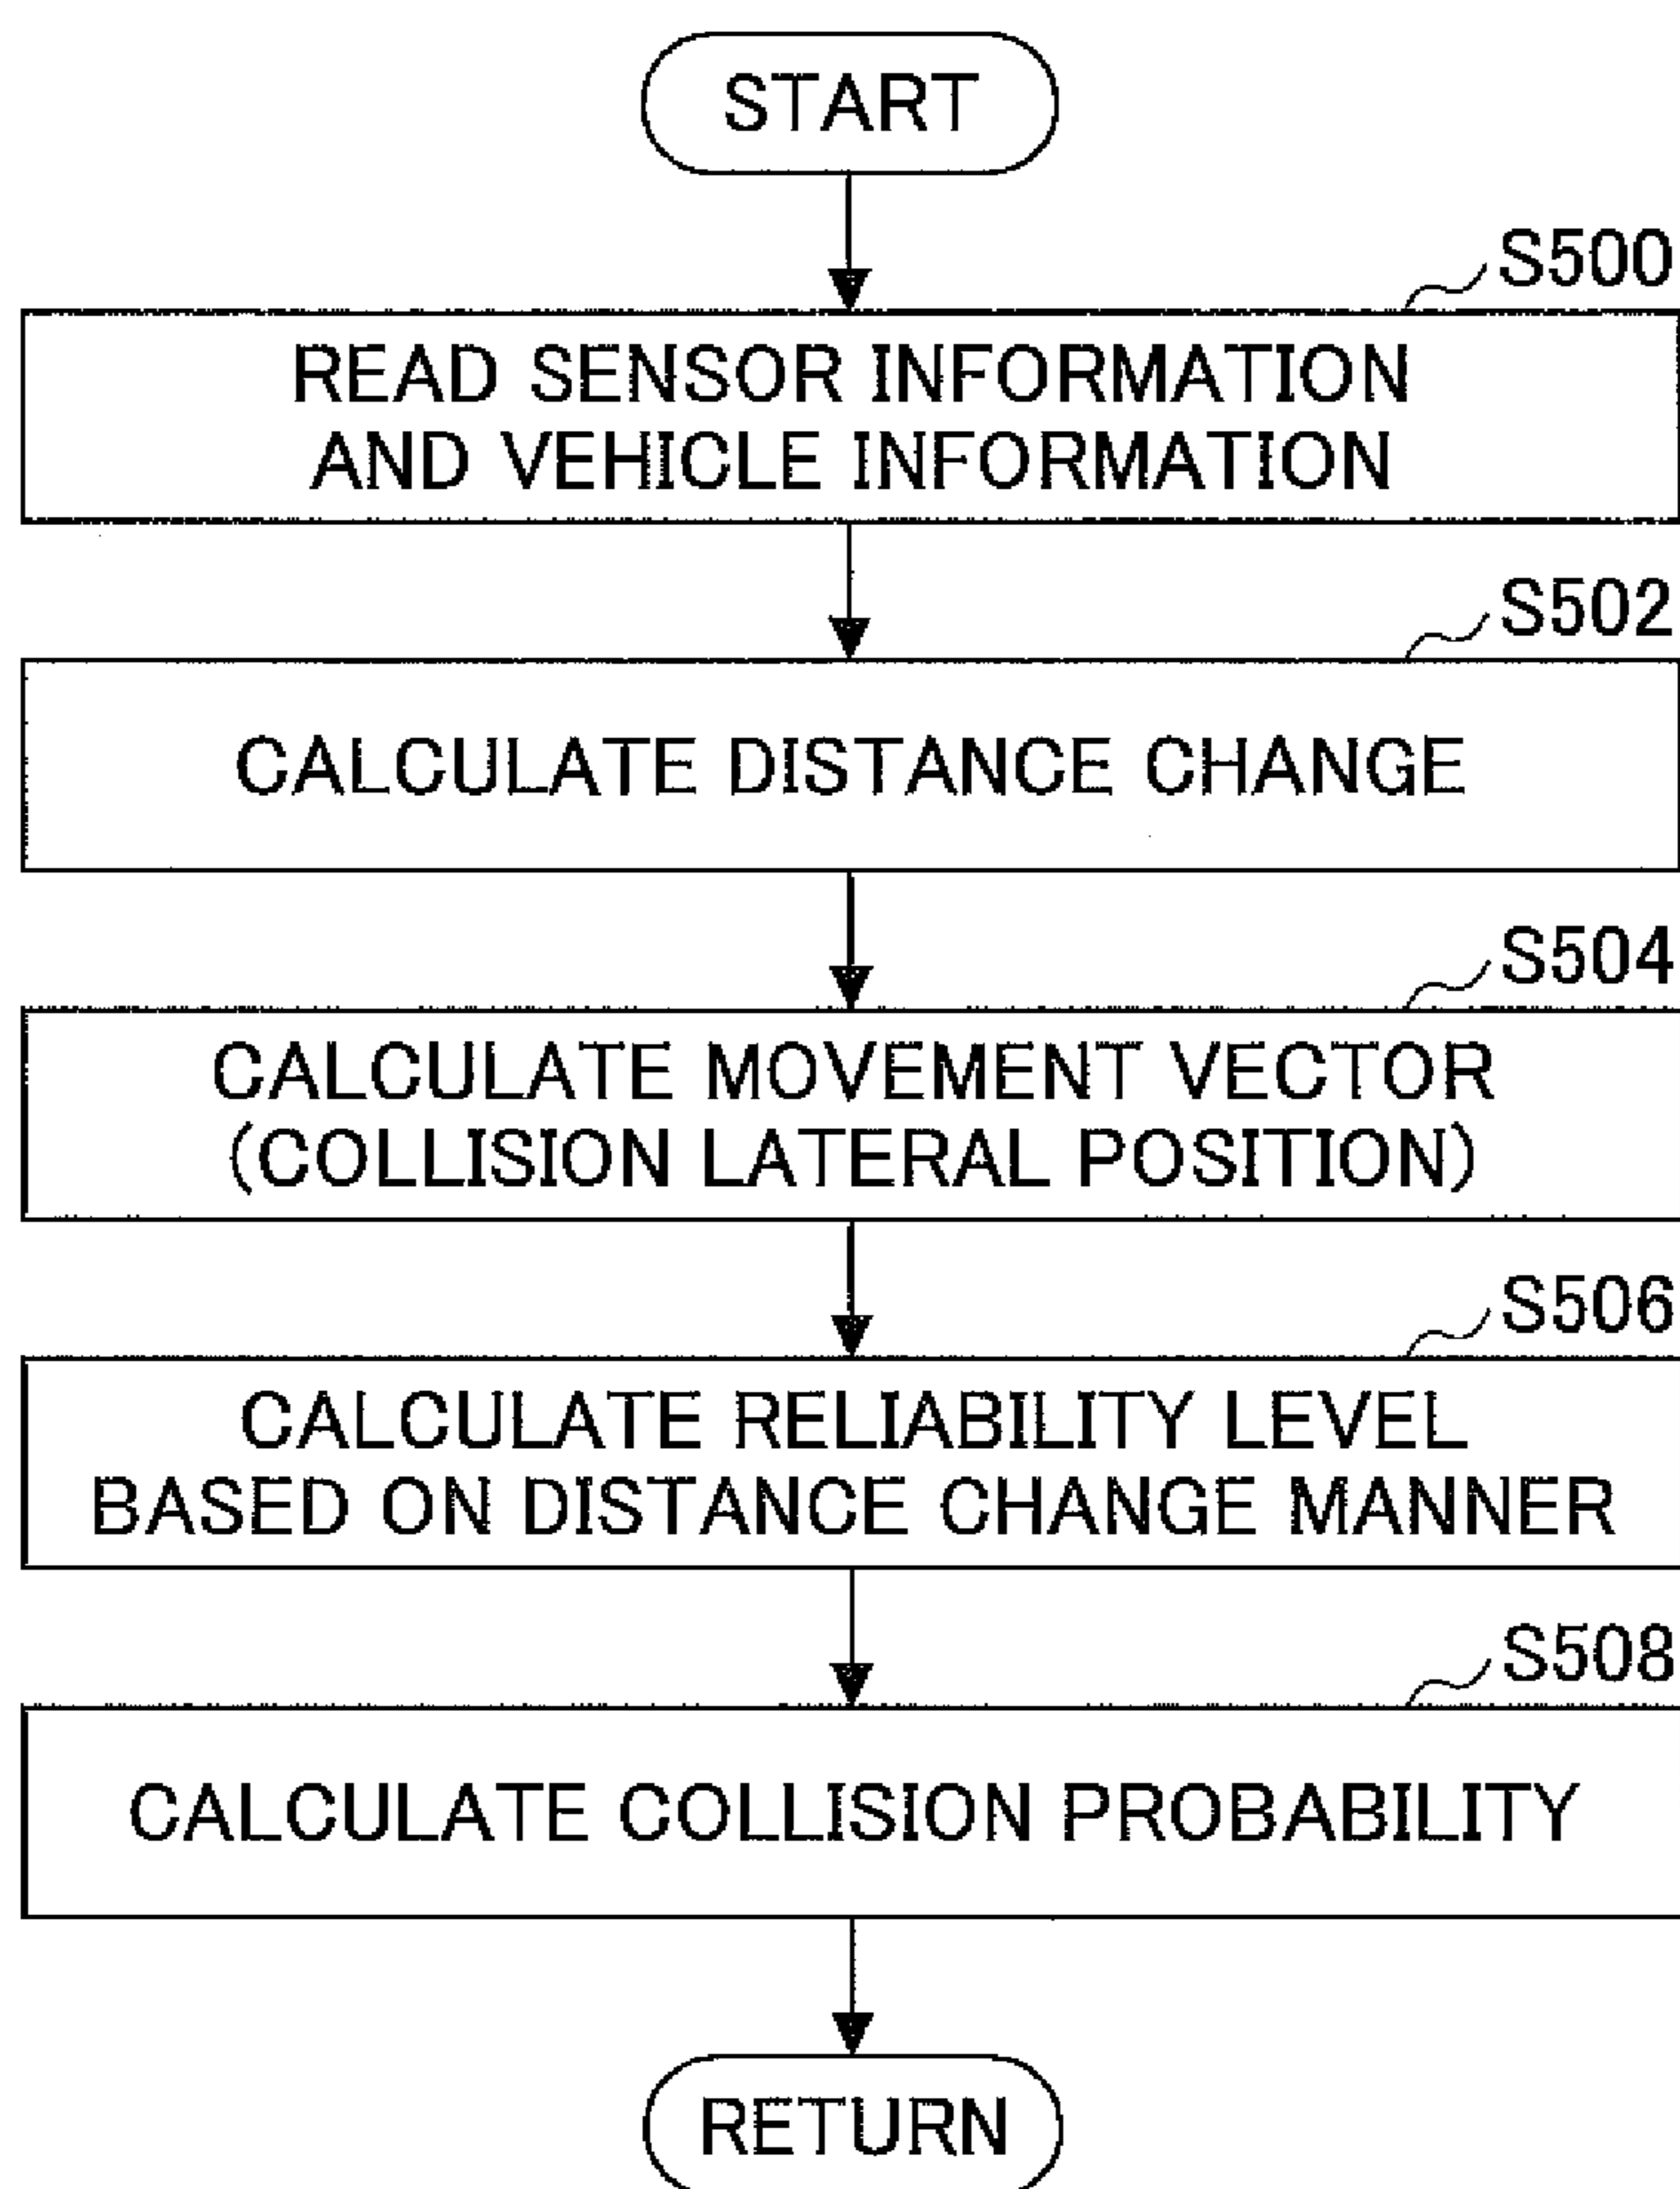 START
S500
READ SENSOR INFORMATION
AND VEHICLE INFORMATION
S502
CALCULATE DISTANCE CHANGE
S504
CALCULATE MOVEMENT VECTOR
(COLLISION LATERAL POSITION)
S506
CALCULATE RELIABILITY LEVEL
BASED ON DISTANCE CHANGE MANNER
S508
CALCULATE COLLISION PROBABILITY
RETURN